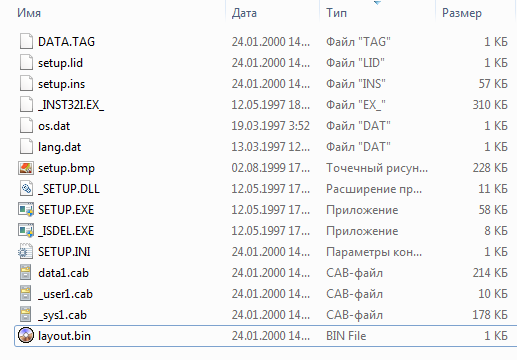 Имя Дата Тип Размер
DATA.TAG 24.01.2000 14... Файл "TAG" 1 КБ
setup.lid 24.01.2000 14... Файл "LID" 1 КБ
setup.ins 24.01.2000 14... Файл "INS" 57 КБ
_INST32I.EX_ 12.05.1997 18... Файл "EX_" 310 КБ
os.dat 19.03.1997 3:52 Файл "DAT" 1 КБ
lang.dat 13.03.1997 12... Файл "DAT" 1 КБ
setup.bmp 02.08.1999 17... Точечный рисун... 228 КБ
_SETUP.DLL 12.05.1997 17... Расширение пр... 11 КБ
SETUP.EXE 12.05.1997 17... Приложение 58 КБ
_ISDEL.EXE 12.05.1997 17... Приложение 8 КБ
SETUP.INI 24.01.2000 14... Параметры кон... 1 КБ
data1.cab 24.01.2000 14... CAB-файл 214 КБ
_user1.cab 24.01.2000 14... CAB-файл 10 КБ
_sys1.cab 24.01.2000 14... CAB-файл 178 КБ
layout.bin 24.01.2000 14... BIN File 1 КБ